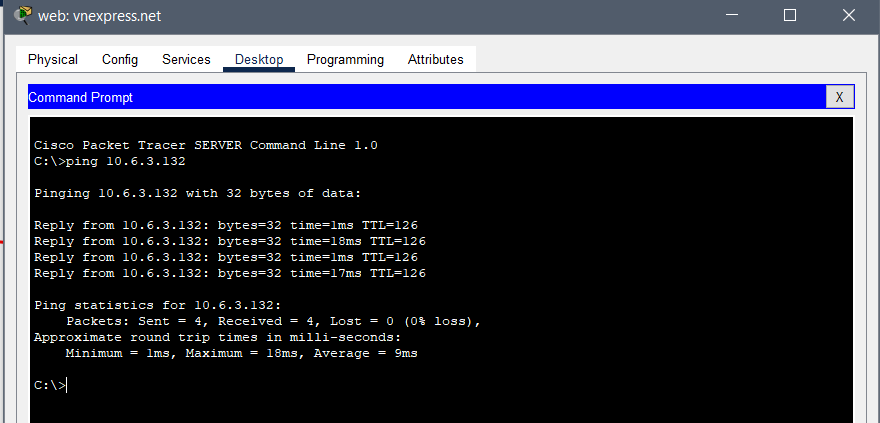 web: vnexpress.net
Physical Config Services Desktop Programming Attributes
Command Prompt X
Cisco Packet Tracer SERVER Command Line 1.0
C:\>ping 10.6.3.132
Pinging 10.6.3.132 with 32 bytes of data:
Reply from 10.6.3.132: bytes=32 time=1ms TTL=126
Reply from 10.6.3.132: bytes=32 time=18ms TTL=126
Reply from 10.6.3.132: bytes=32 time=1ms TTL=126
Reply from 10.6.3.132: bytes=32 time=17ms TTL=126
Ping statistics for 10.6.3.132:
Packets: Sent = 4, Received = 4, Lost = 0 (0% loss),
Approximate round trip times in milli-seconds:
Minimum = 1ms, Maximum = 18ms, Average = 9ms
C:\>